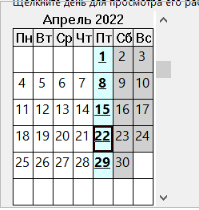 Щелкните день для просмотра его ра
Апрель 2022
Пн Вт Ср Чт Пт Сб Вс
1 2 3
4 5 6 7 8 9 10
11 12 13 14 15 16 17
18 19 20 21 22 23 24
25 26 27 28 29 30